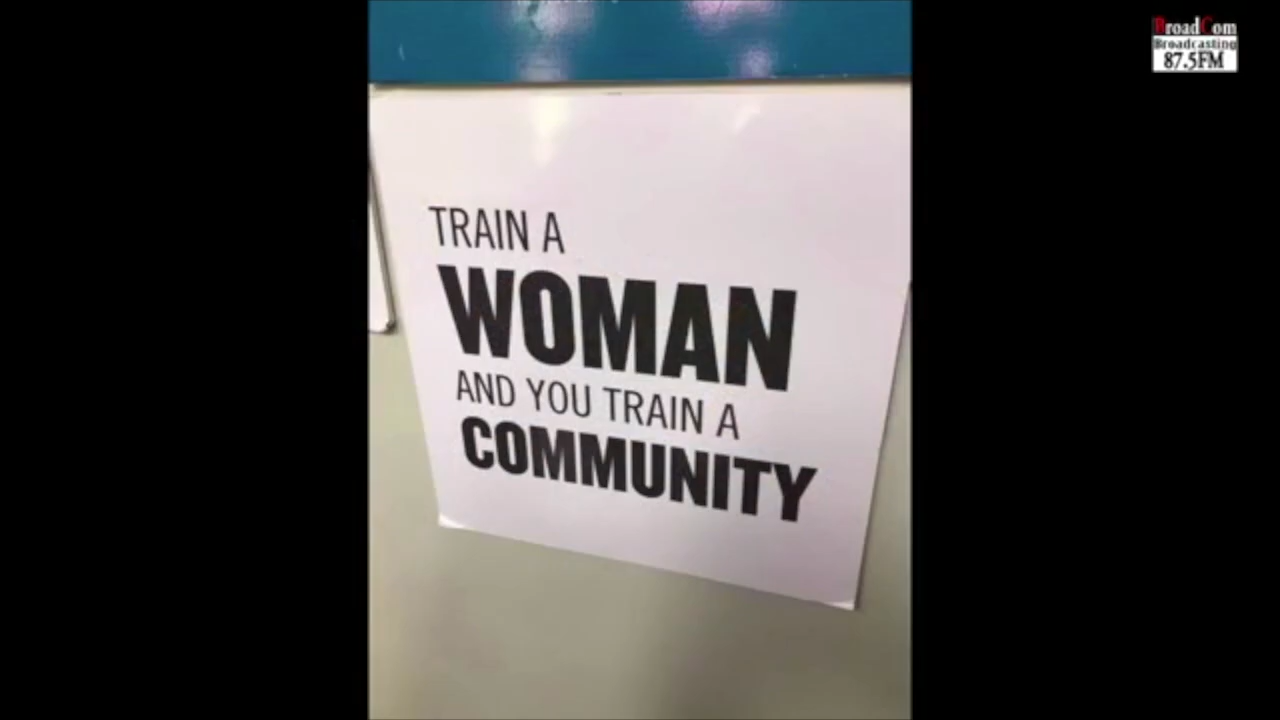 BroadCom
Broadcasting
87.5FM
TRAIN A
WOMAN
AND YOU TRAIN A
COMMUNITY